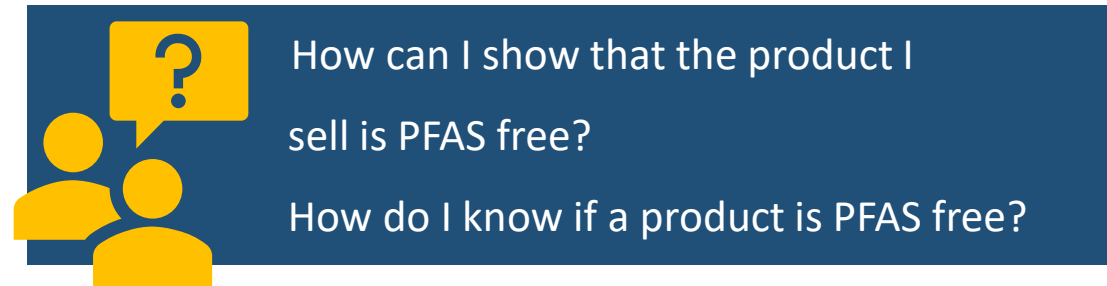 ?
How can I show that the product I
sell is PFAS free?
How do I know if a product is PFAS free?